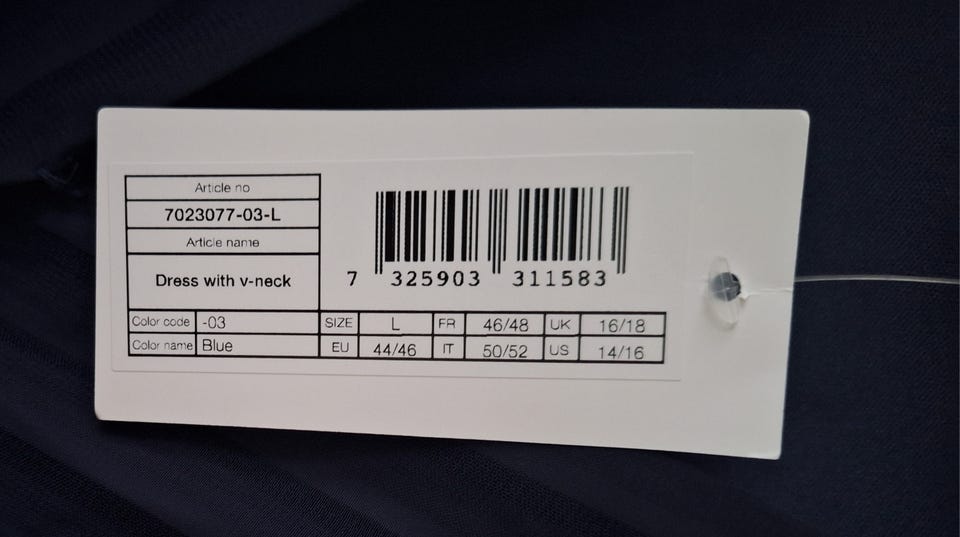 Article no
7023077-03-L
Article name
Dress with v-neck
7 325903 311583
Color code -03 SIZE L FR 46/48 UK 16/18
Color name Blue EU 44/46 IT 50/52 US 14/16